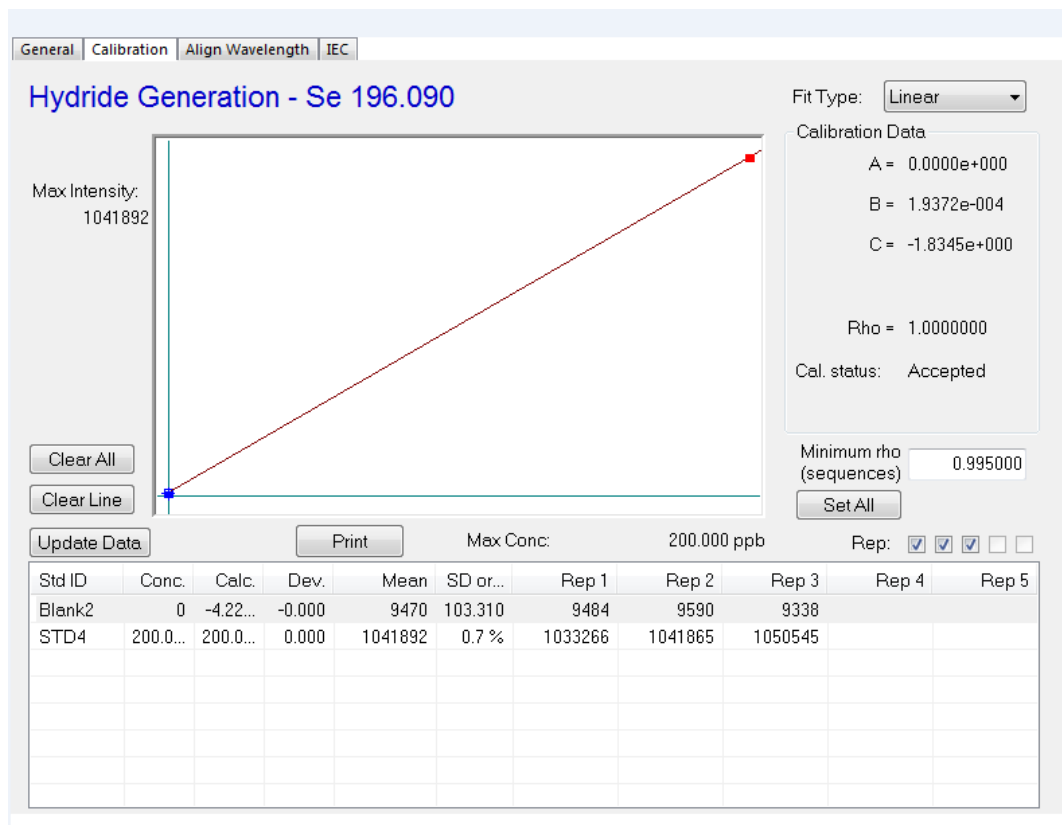 General Calibration Align Wavelength IEC
Hydride Generation - Se 196.090
Fit Type: Linear
Calibration Data
A = 0.0000e+000
B = 1.9372e-004
C = -1.8345e+000
Rho = 1.0000000
Cal. status: Accepted
Max Intensity:
1041892
Clear All
Clear Line
Minimum rho
(sequences) 0.995000
Set All
Update Data Print Max Conc: 200.000 ppb Rep:
Std ID Conc. Calc. Dev. Mean SD or... Rep 1 Rep 2 Rep 3 Rep 4 Rep 5
Blank2 0 -4.22... -0.000 9470 103.310 9484 9590 9338
STD4 200.0... 200.0... 0.000 1041892 0.7 % 1033266 1041865 1050545